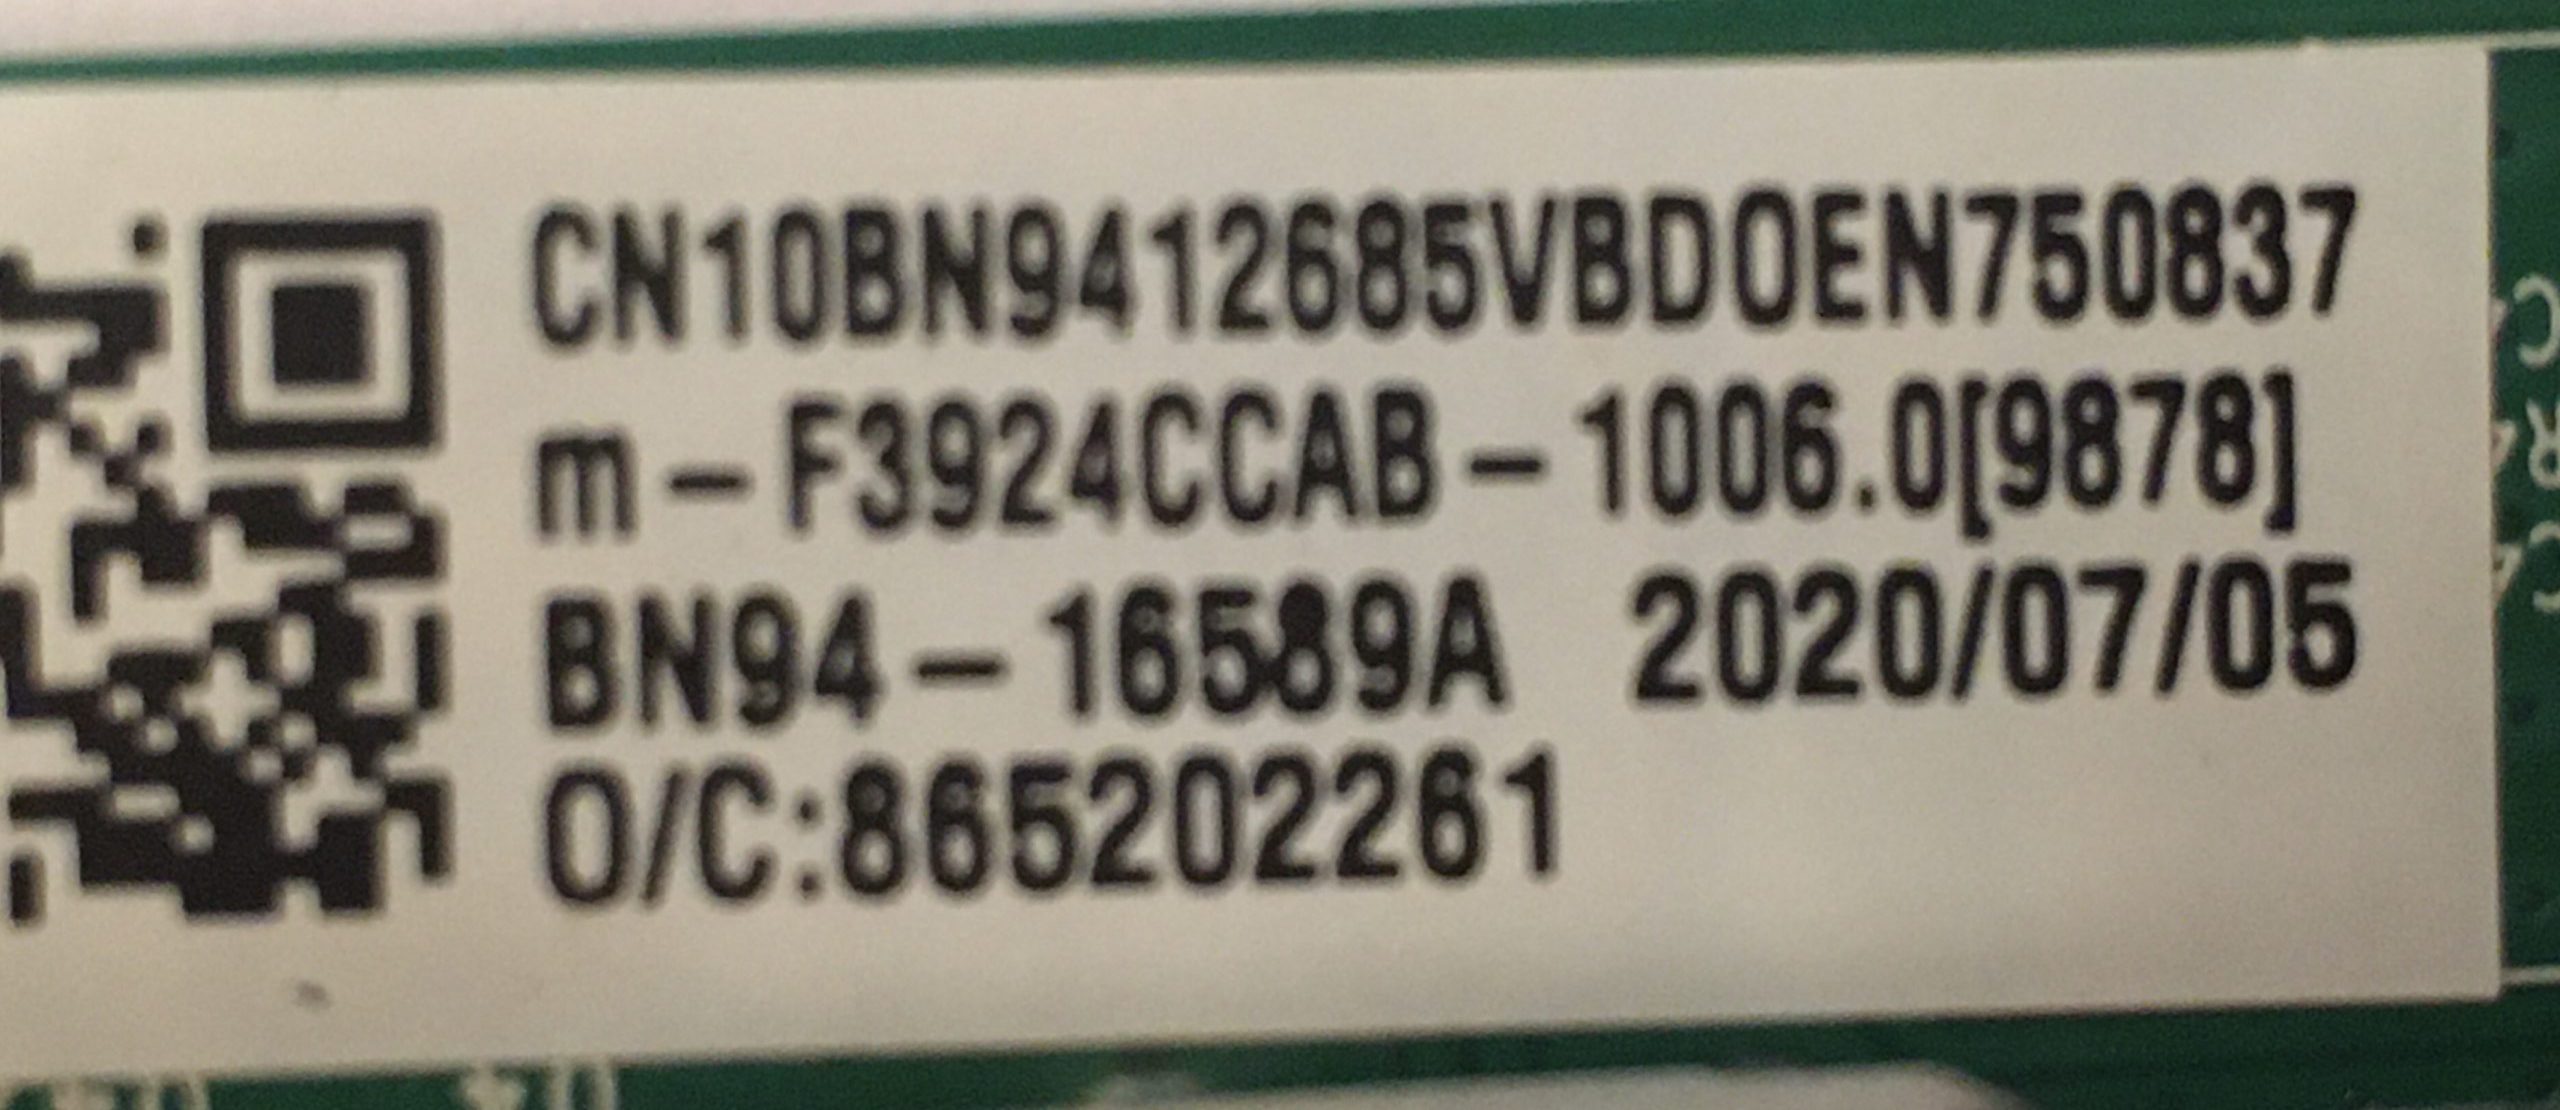 CN10BN9412685VBD0EN750837
m-F3924CCAB-1006.0[9878]
BN94-16589A 2020/07/05
O/C:865202261